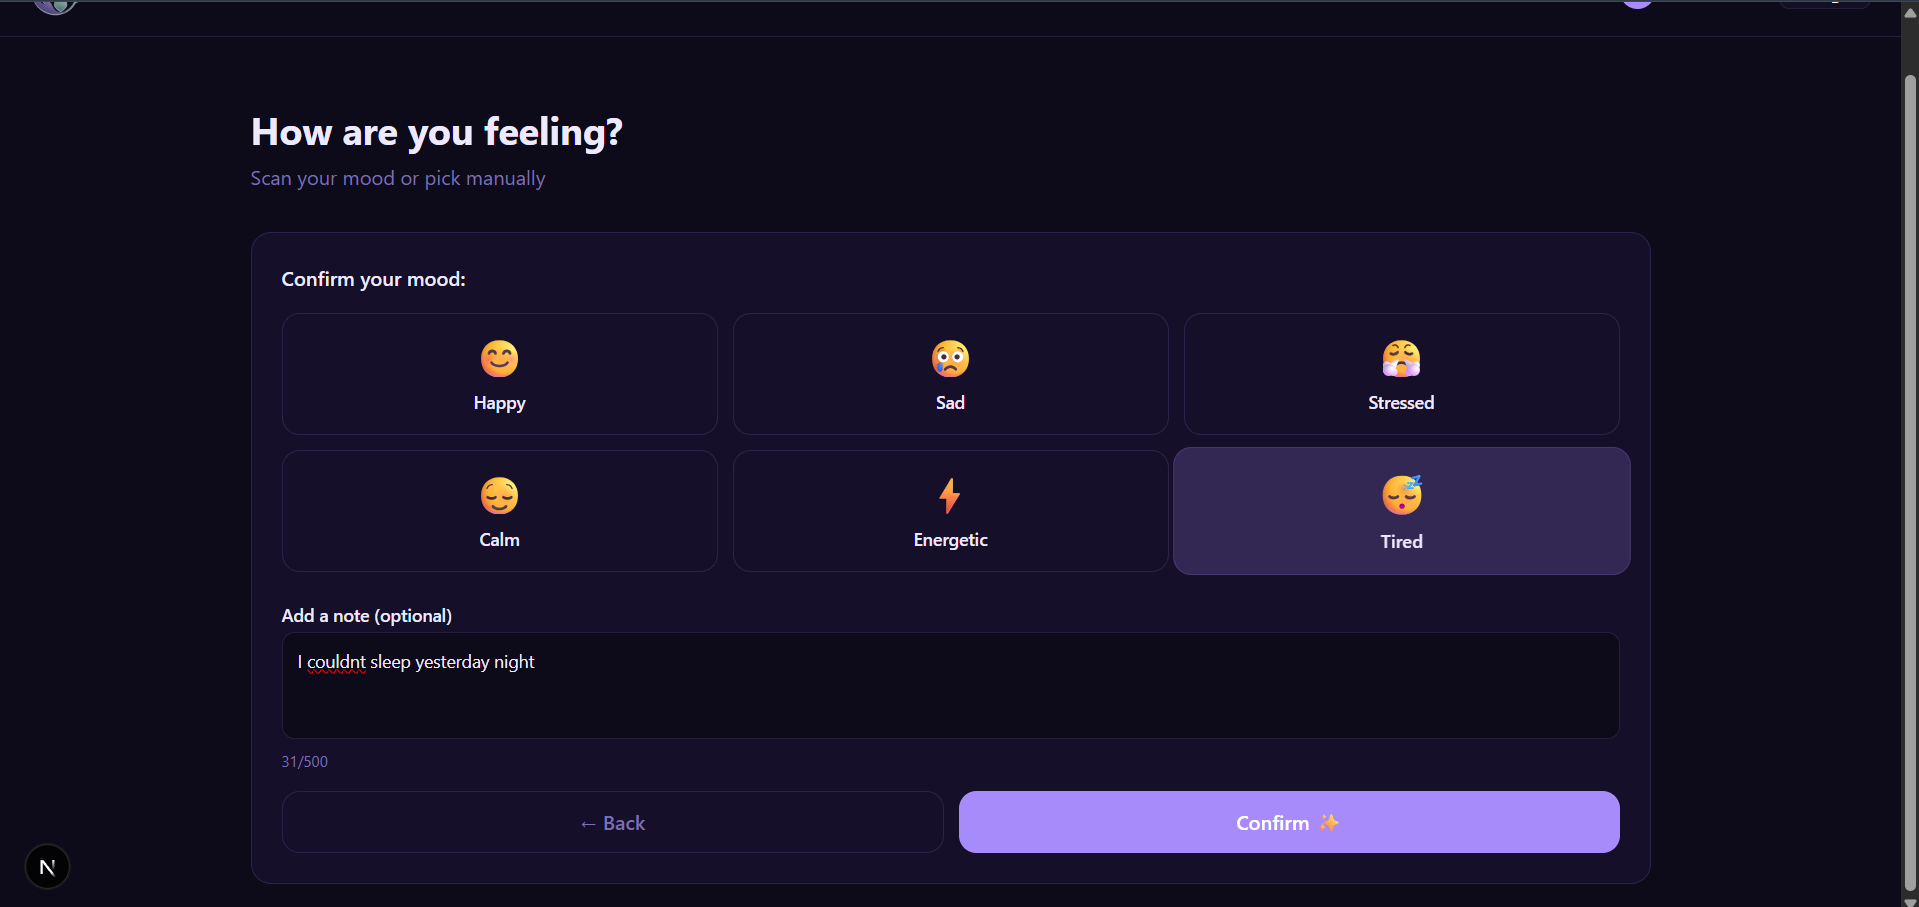 How are you feeling?
Scan your mood or pick manually
Confirm your mood:
Happy
Sad
Stressed
Calm
Energetic
Tired
Add a note (optional)
I couldnt sleep yesterday night
31/500
← Back
Confirm ✨
N